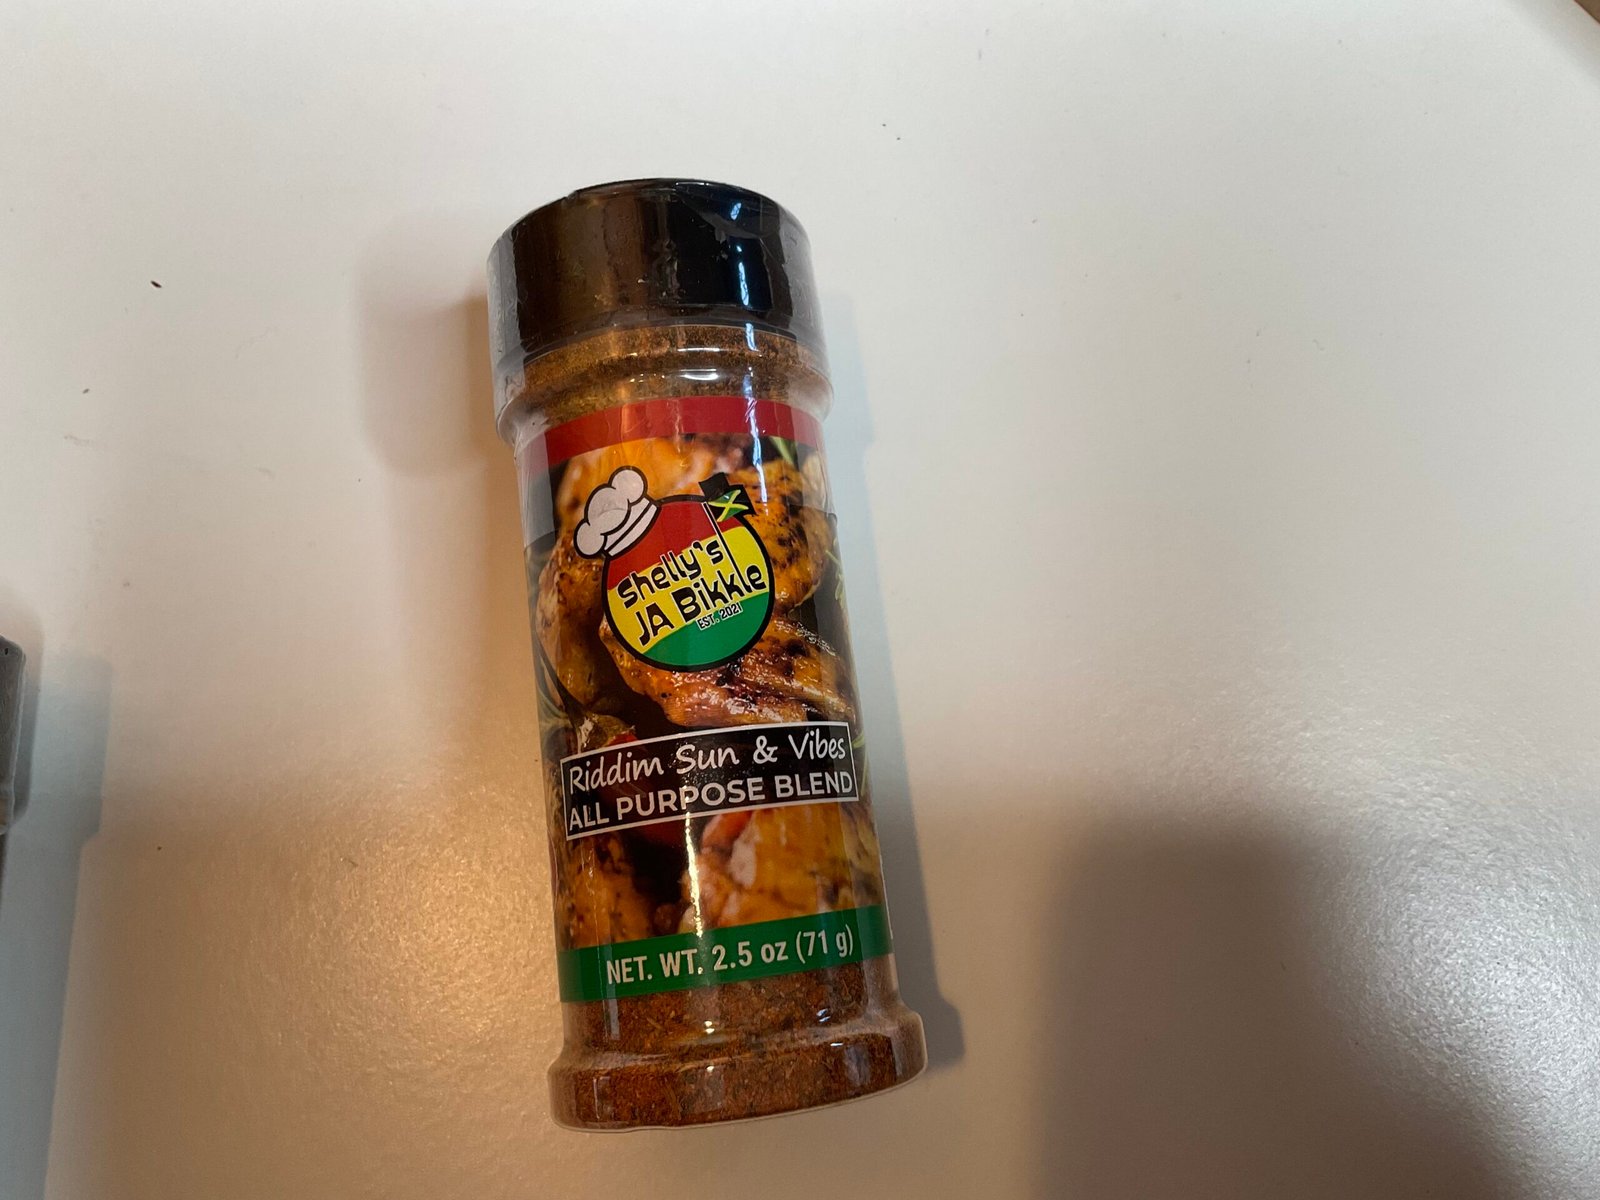 Shelly's
JA Bikkle
EST. 2021
Riddim Sun & Vibes
ALL PURPOSE BLEND
NET. WT. 2.5 oz (71 g)